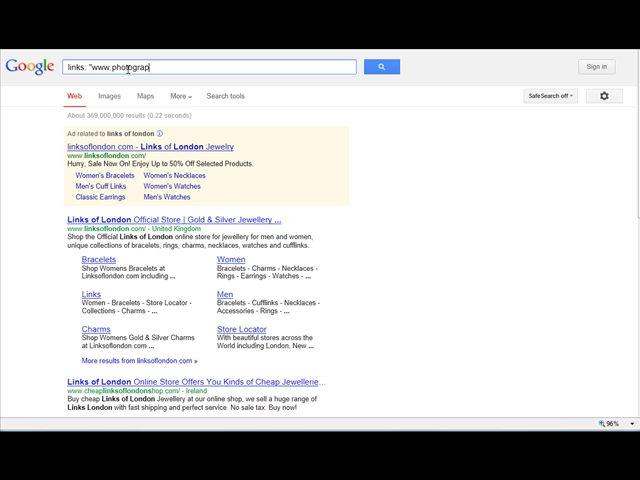 Google links: "www.photograp Sign in
Web Images Maps More Search tools SafeSearch off
About 369,000,000 results (0.22 seconds)
Ad related to links of london
linksoflondon.com - Links of London Jewelry
www.linksoflondon.com/
Hurry, Sale Now On! Enjoy Up to 50% Off Selected Products.
Women's Bracelets Women's Necklaces
Men's Cuff Links Women's Watches
Classic Earrings Men's Watches
Links of London Official Store | Gold & Silver Jewellery ...
www.linksoflondon.com/ - United Kingdom
Shop the Official Links of London online store for jewellery for men and women,
unique collections of bracelets, rings, charms, necklaces, watches and cufflinks.
Bracelets
Shop Womens Bracelets at
Linksoflondon.com including ...
Women
Bracelets - Charms - Necklaces -
Rings - Earrings - Watches - ...
Links
Women - Bracelets - Store Locator -
Collections - Charms - ...
Men
Bracelets - Cufflinks - Necklaces -
Accessories - Rings - ...
Charms
Shop Womens Gold & Silver Charms
at Linksoflondon.com ...
Store Locator
With beautiful stores across the
World including London, New ...
More results from linksoflondon.com »
Links of London Online Store Offers You Kinds of Cheap Jewellerie...
www.cheaplinksoflondonshop.com/ - Ireland
Buy cheap Links of London Jewellery at our online shop, we sell a huge range of
Links London with fast shipping and perfect service. No sale tax. Buy now!
96%